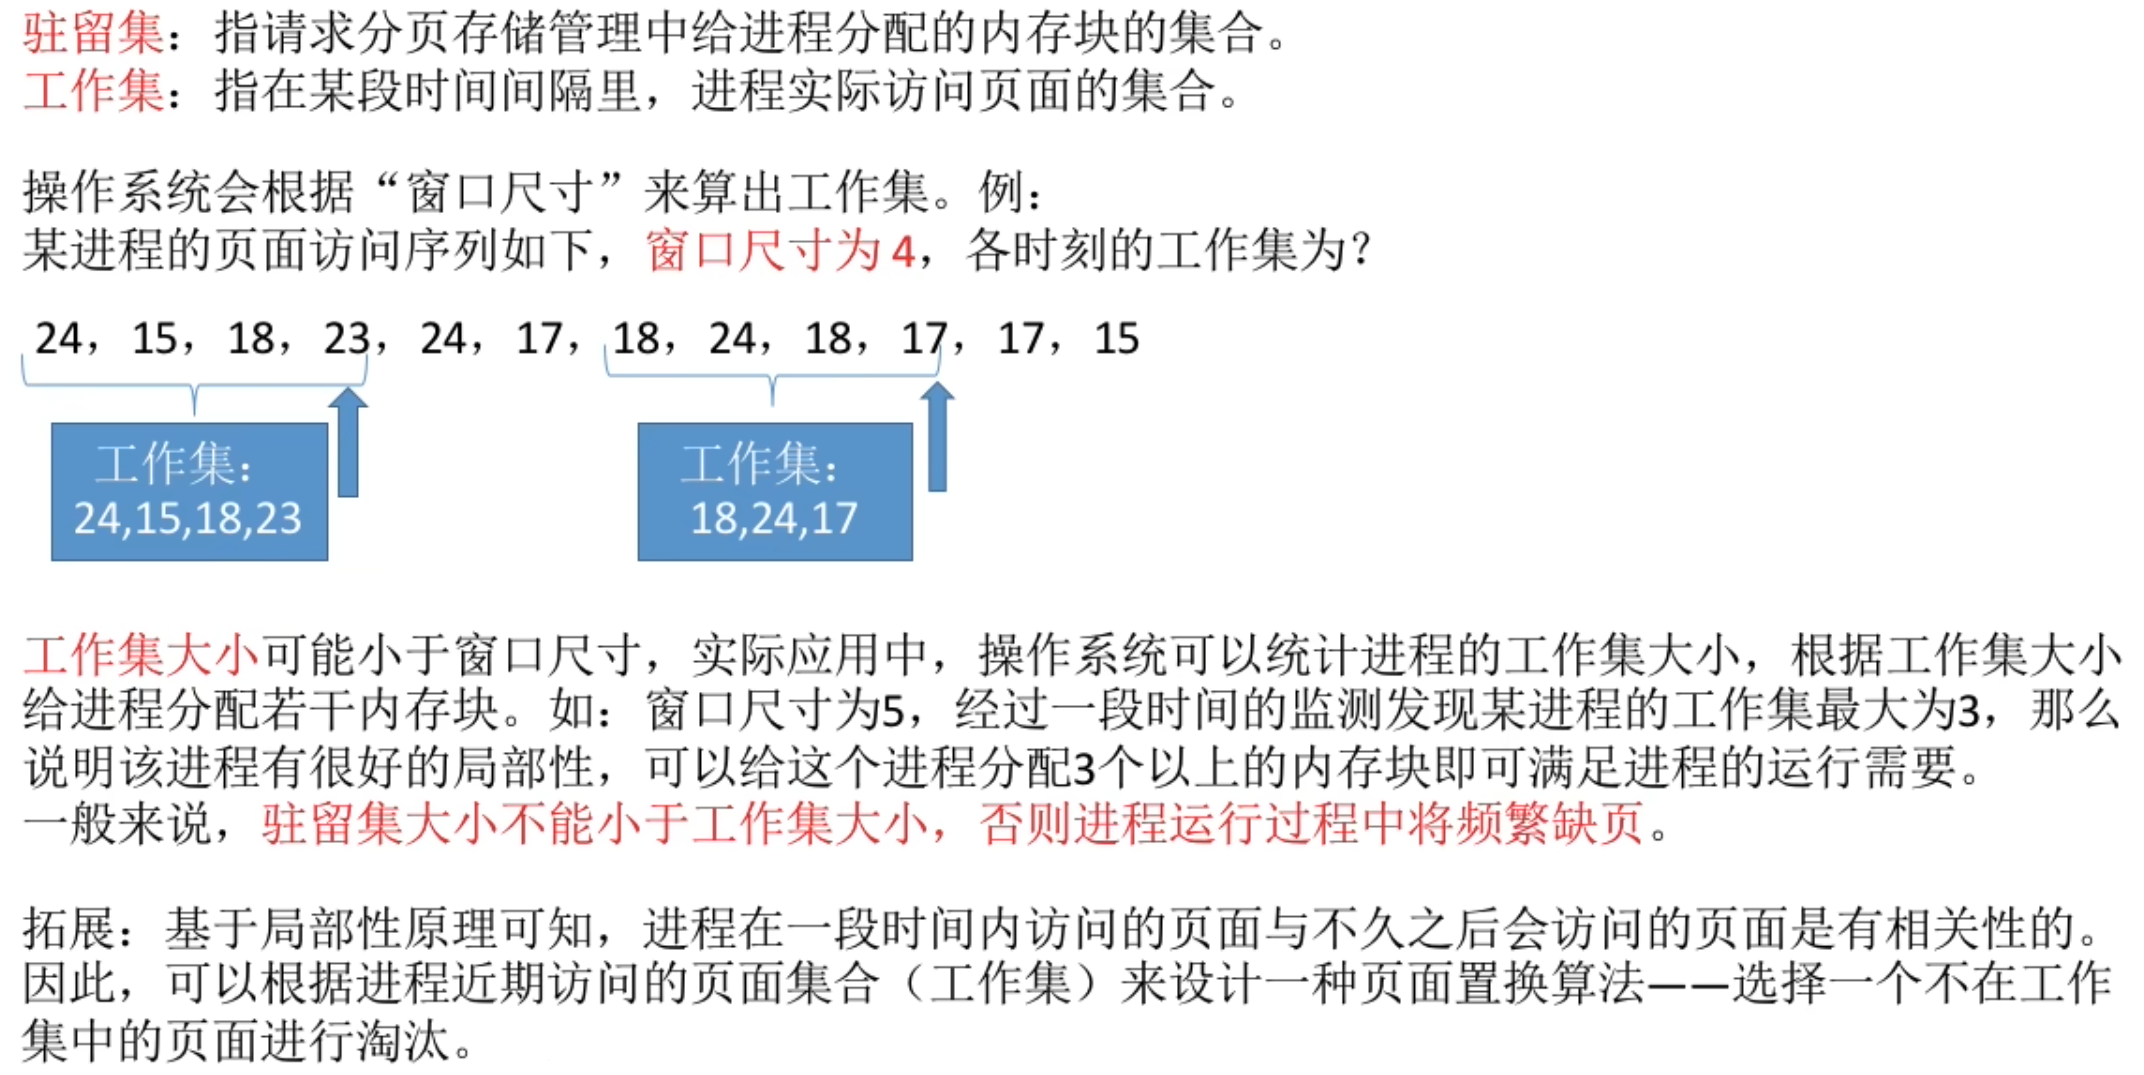 驻留集：指请求分页存储管理中给进程分配的内存块的集合。
工作集：指在某段时间间隔里，进程实际访问页面的集合。
操作系统会根据“窗口尺寸”来算出工作集。例：
某进程的页面访问序列如下，窗口尺寸为 4，各时刻的工作集为？
24，15，18，23，24，17，18，24，18，17，17，15
工作集：
24,15,18,23
工作集：
18,24,17
工作集大小可能小于窗口尺寸，实际应用中，操作系统可以统计进程的工作集大小，根据工作集大小
给进程分配若干内存块。如：窗口尺寸为5，经过一段时间的监测发现某进程的工作集最大为3，那么
说明该进程有很好的局部性，可以给这个进程分配3个以上的内存块即可满足进程的运行需要。
一般来说，驻留集大小不能小于工作集大小，否则进程运行过程中将频繁缺页。
拓展：基于局部性原理可知，进程在一段时间内访问的页面与不久之后会访问的页面是有相关性的。
因此，可以根据进程近期访问的页面集合（工作集）来设计一种页面置换算法——选择一个不在工作
集中的页面进行淘汰。